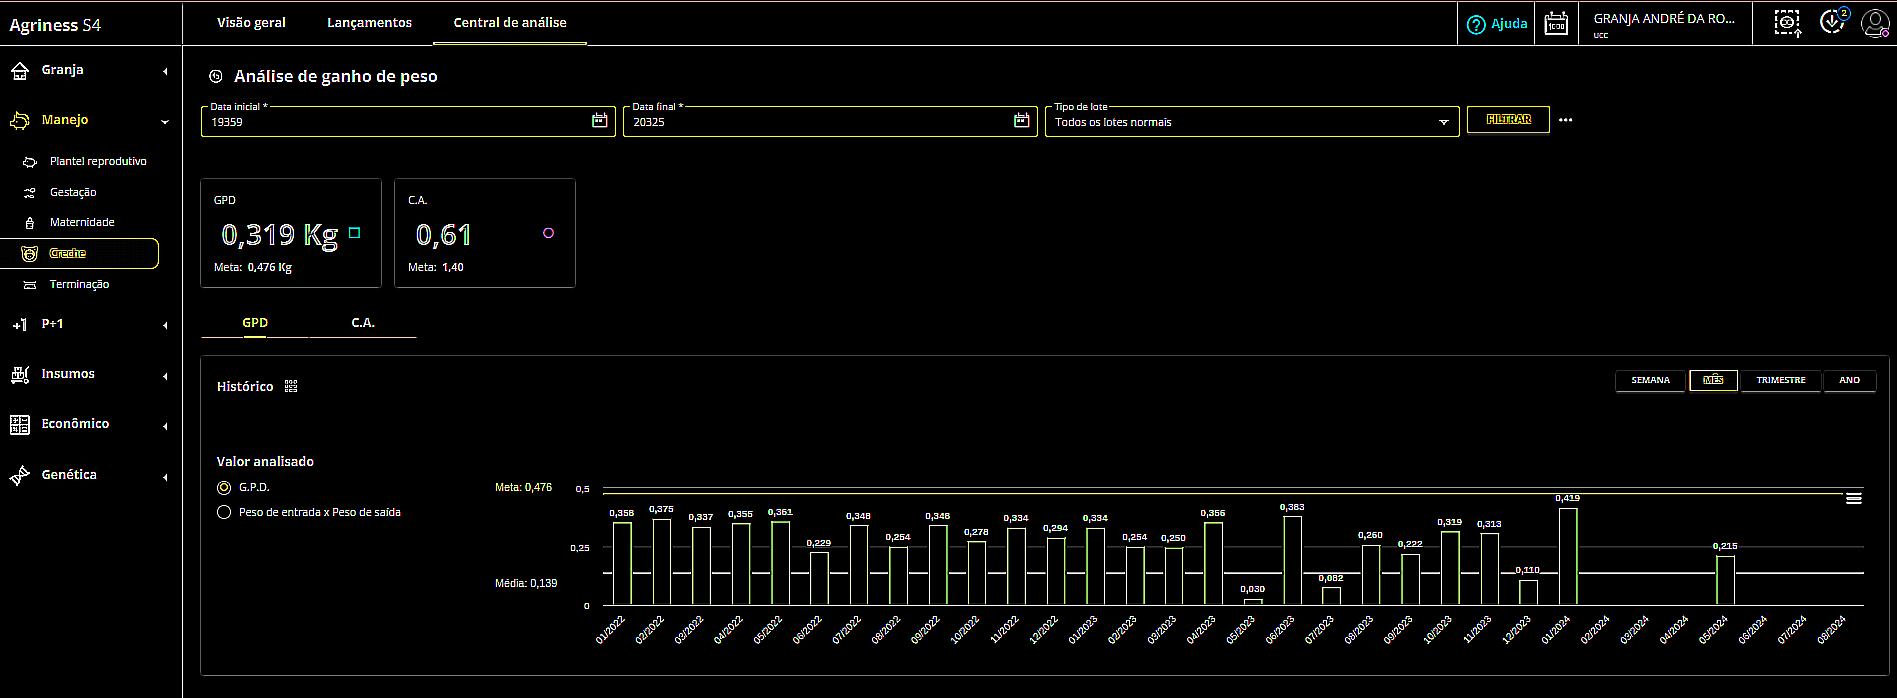 Agriness S4
Visão geral
Lançamentos
Central de análise
Ajuda
1000
GRANJA ANDRÉ DA RO...
UCC
2
Granja
Manejo
Plantel reprodutivo
Gestação
Maternidade
Creche
Terminação
P+1
Insumos
Econômico
Genética
Análise de ganho de peso
Data inicial *
19359
Data final *
20325
Tipo de lote
Todos os lotes normais
FILTRAR
GPD
0,319 Kg
Meta: 0,476 Kg
C.A.
0,61
Meta: 1,40
GPD
C.A.
Histórico
SEMANA
MÊS
TRIMESTRE
ANO
Valor analisado
G.P.D.
Peso de entrada x Peso de saída
Meta: 0,476
Média: 0,139
0,5
0,25
0
0,358
0,375
0,337
0,355
0,361
0,229
0,348
0,254
0,348
0,278
0,334
0,294
0,334
0,254
0,250
0,356
0,030
0,383
0,082
0,260
0,222
0,319
0,313
0,110
0,419
0,215
01/2022
02/2022
03/2022
04/2022
05/2022
06/2022
07/2022
08/2022
09/2022
10/2022
11/2022
12/2022
01/2023
02/2023
03/2023
04/2023
05/2023
06/2023
07/2023
08/2023
09/2023
10/2023
11/2023
12/2023
01/2024
02/2024
03/2024
04/2024
05/2024
06/2024
07/2024
08/2024